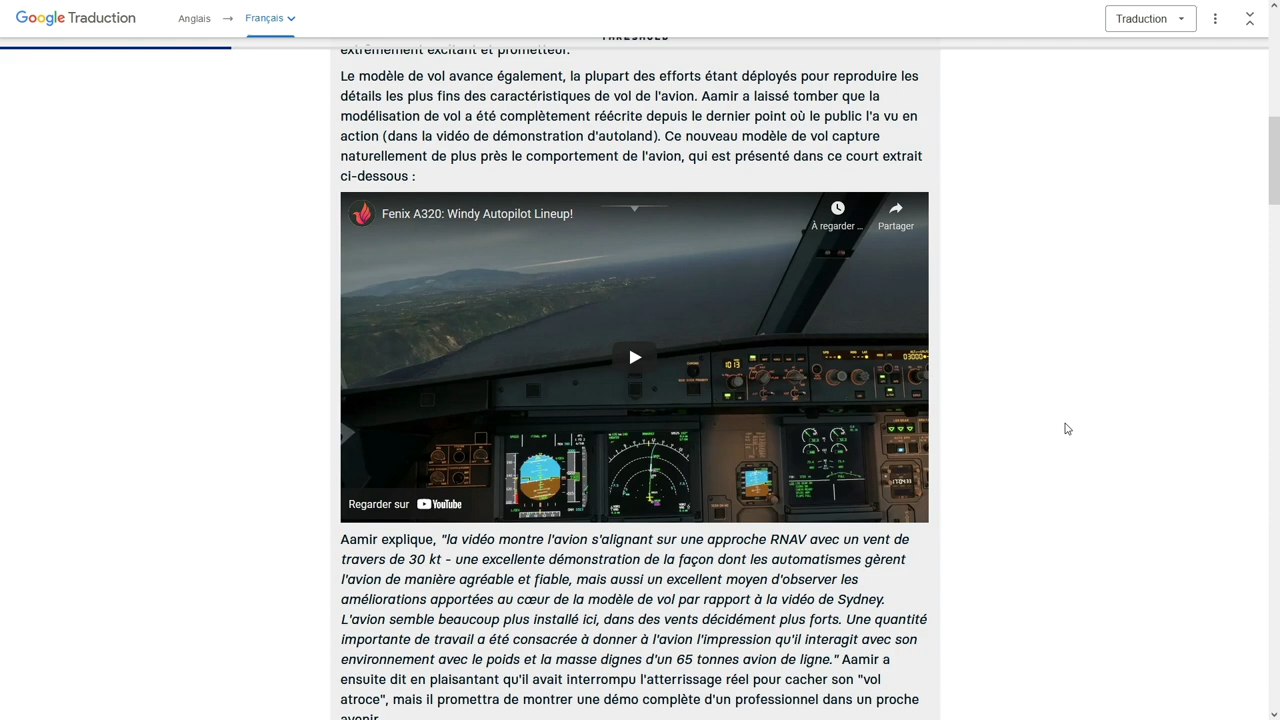 Google Traduction
Anglais → Français
Traduction
THRESHOLD
extrêmement excitant et prometteur.
Le modèle de vol avance également, la plupart des efforts étant déployés pour reproduire les
détails les plus fins des caractéristiques de vol de l'avion. Aamir a laissé tomber que la
modélisation de vol a été complètement réécrite depuis le dernier point où le public l'a vu en
action (dans la vidéo de démonstration d'autoland). Ce nouveau modèle de vol capture
naturellement de plus près le comportement de l'avion, qui est présenté dans ce court extrait
ci-dessous :
Fenix A320: Windy Autopilot Lineup!
À regarder ...
Partager
1013
Regarder sur YouTube
Aamir explique, "la vidéo montre l'avion s'alignant sur une approche RNAV avec un vent de
travers de 30 kt - une excellente démonstration de la façon dont les automatismes gèrent
l'avion de manière agréable et fiable, mais aussi un excellent moyen d'observer les
améliorations apportées au cœur de la modèle de vol par rapport à la vidéo de Sydney.
L'avion semble beaucoup plus installé ici, dans des vents décidément plus forts. Une quantité
importante de travail a été consacrée à donner à l'avion l'impression qu'il interagit avec son
environnement avec le poids et la masse dignes d'un 65 tonnes avion de ligne." Aamir a
ensuite dit en plaisantant qu'il avait interrompu l'atterrissage réel pour cacher son "vol
atroce", mais il promettra de montrer une démo complète d'un professionnel dans un proche
avenir.